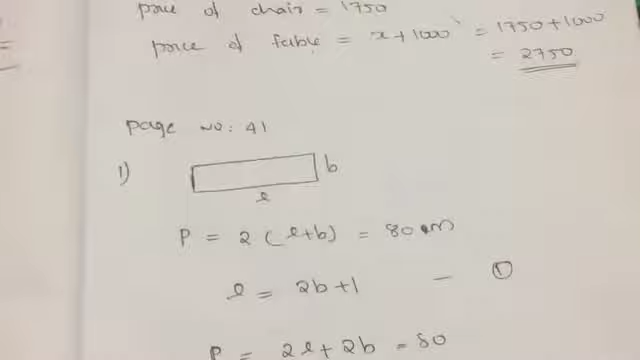 price of chair = 1750
price of table = x + 1000 = 1750 + 1000
= 2750
page no: 41
1)
b
l
P = 2 (l+b) = 80 cm
l = 2b+1 — ①
P = 2l + 2b = 80